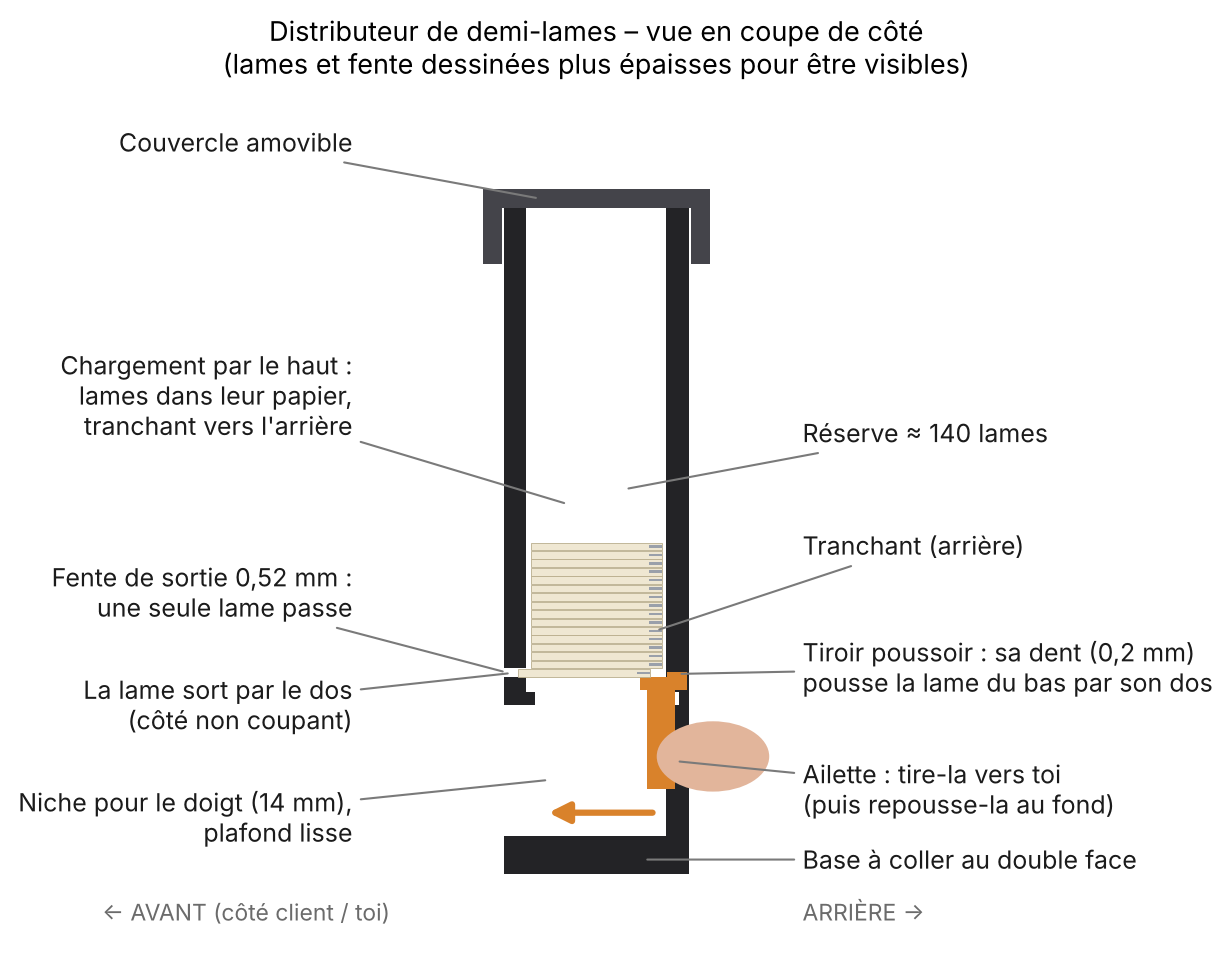 Distributeur de demi-lames – vue en coupe de côté
(lames et fente dessinées plus épaisses pour être visibles)
Couvercle amovible
Chargement par le haut :
lames dans leur papier,
tranchant vers l'arrière
Réserve ≈ 140 lames
Tranchant (arrière)
Fente de sortie 0,52 mm :
une seule lame passe
Tiroir poussoir : sa dent (0,2 mm)
pousse la lame du bas par son dos
La lame sort par le dos
(côté non coupant)
Ailette : tire-la vers toi
(puis repousse-la au fond)
Niche pour le doigt (14 mm),
plafond lisse
Base à coller au double face
← AVANT (côté client / toi)
ARRIÈRE →